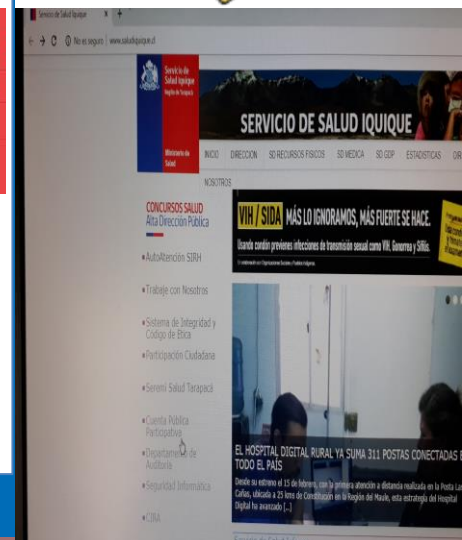 Servicio de Salud Iquique
No es seguro | www.saludiquique.cl
Servicio de
Salud Iquique
Región de Tarapacá
Ministerio de
Salud
SERVICIO DE SALUD IQUIQUE
INICIO DIRECCION SD RECURSOS FISICOS SD MEDICA SD GDP ESTADISTICAS
NOSOTROS
CONCURSOS SALUD
Alta Dirección Pública
AutoAtención SIRH
Trabaje con Nosotros
Sistema de Integridad y
Código de Ética
Participación Ciudadana
Seremi Salud Tarapacá
Cuenta Pública
Participativa
Departamento de
Auditoria
Seguridad Informática
CIRA
VIH / SIDA MÁS LO IGNORAMOS, MÁS FUERTE SE HACE.
Usando condón previenes infecciones de transmisión sexual como VIH, Gonorrea y Sífilis.
EL HOSPITAL DIGITAL RURAL YA SUMA 311 POSTAS CONECTADAS
TODO EL PAÍS
Desde su estreno el 15 de febrero, con la primera atención a distancia realizada en la Posta Las
Cañas, ubicada a 25 kms de Constitución en la Región del Maule, esta estrategia del Hospital
Digital ha avanzado [...]